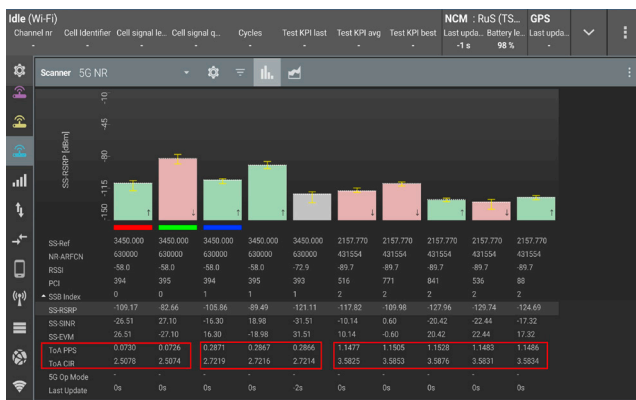 Idle (Wi-Fi)
NCM : RuS (TS... GPS
Channel nr Cell Identifier Cell signal le... Cell signal q... Cycles Test KPI last Test KPI avg Test KPI best Last upda... Battery le... Last upda...
- - - - - - - - -1 s 98 % -
Scanner 5G NR
-10
-45
-80
-115
-150
SS-RSRP [dBm]
↑ ↓ ↑ ↑ ↓ ↓ ↑ ↓ ↑
SS-Ref 3450.000 3450.000 3450.000 3450.000 3450.000 2157.770 2157.770 2157.770 2157.770 2157.770
NR-ARFCN 630000 630000 630000 630000 630000 431554 431554 431554 431554 431554
RSSI -58.0 -58.0 -58.0 -58.0 -72.9 -89.7 -89.7 -89.7 -89.7 -89.7
PCI 394 395 394 395 393 516 771 841 536 88
SSB Index 0 0 1 1 1 2 2 2 2 2
SS-RSRP -109.17 -82.66 -105.86 -89.49 -121.11 -117.82 -109.98 -127.96 -129.74 -124.69
SS-SINR -26.51 27.10 -16.30 18.98 -31.51 -10.14 0.60 -20.42 -22.44 -17.32
SS-EVM 26.51 -27.10 16.30 -18.98 31.51 10.14 -0.60 20.42 22.44 17.32
ToA PPS 0.0730 0.0726 0.2871 0.2867 0.2866 1.1477 1.1505 1.1528 1.1483 1.1486
ToA CIR 2.5078 2.5074 2.7219 2.7216 2.7214 3.5825 3.5853 3.5876 3.5831 3.5834
5G Op Mode - - - - - - - - - -
Last Update 0s 0s 0s 0s -2s 0s 0s 0s 0s 0s